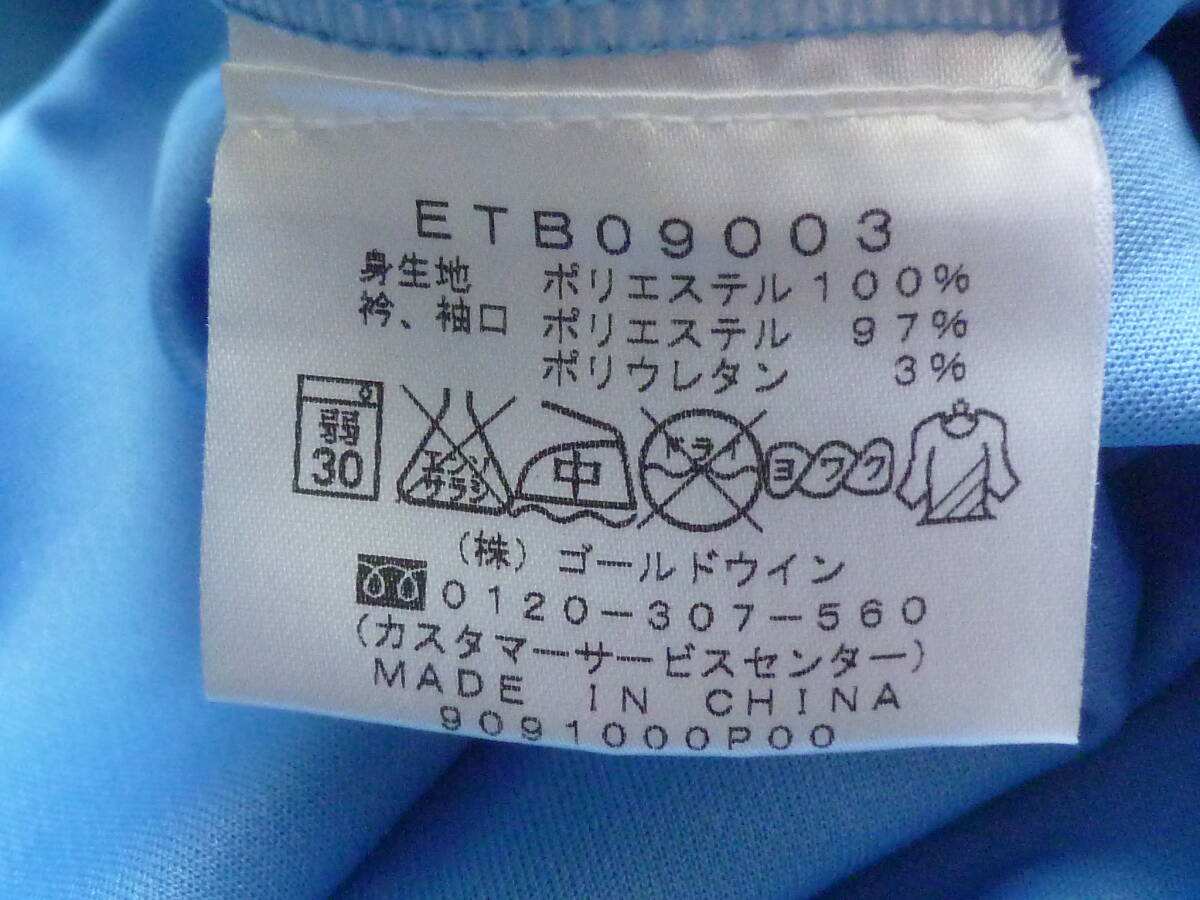 ETB09003
身生地 ポリエステル100%
衿、袖口 ポリエステル 97%
ポリウレタン 3%
弱 30 エンソ サラシ 中 ドライ ヨワク
(株)ゴールドウイン
0120-307-560
(カスタマーサービスセンター)
MADE IN CHINA
9091000P00